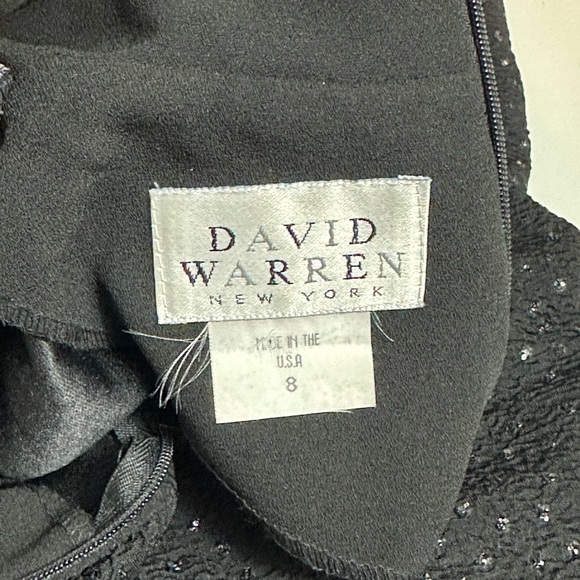 DAVID
WARREN
NEW YORK
MADE IN THE
U.S.A
8